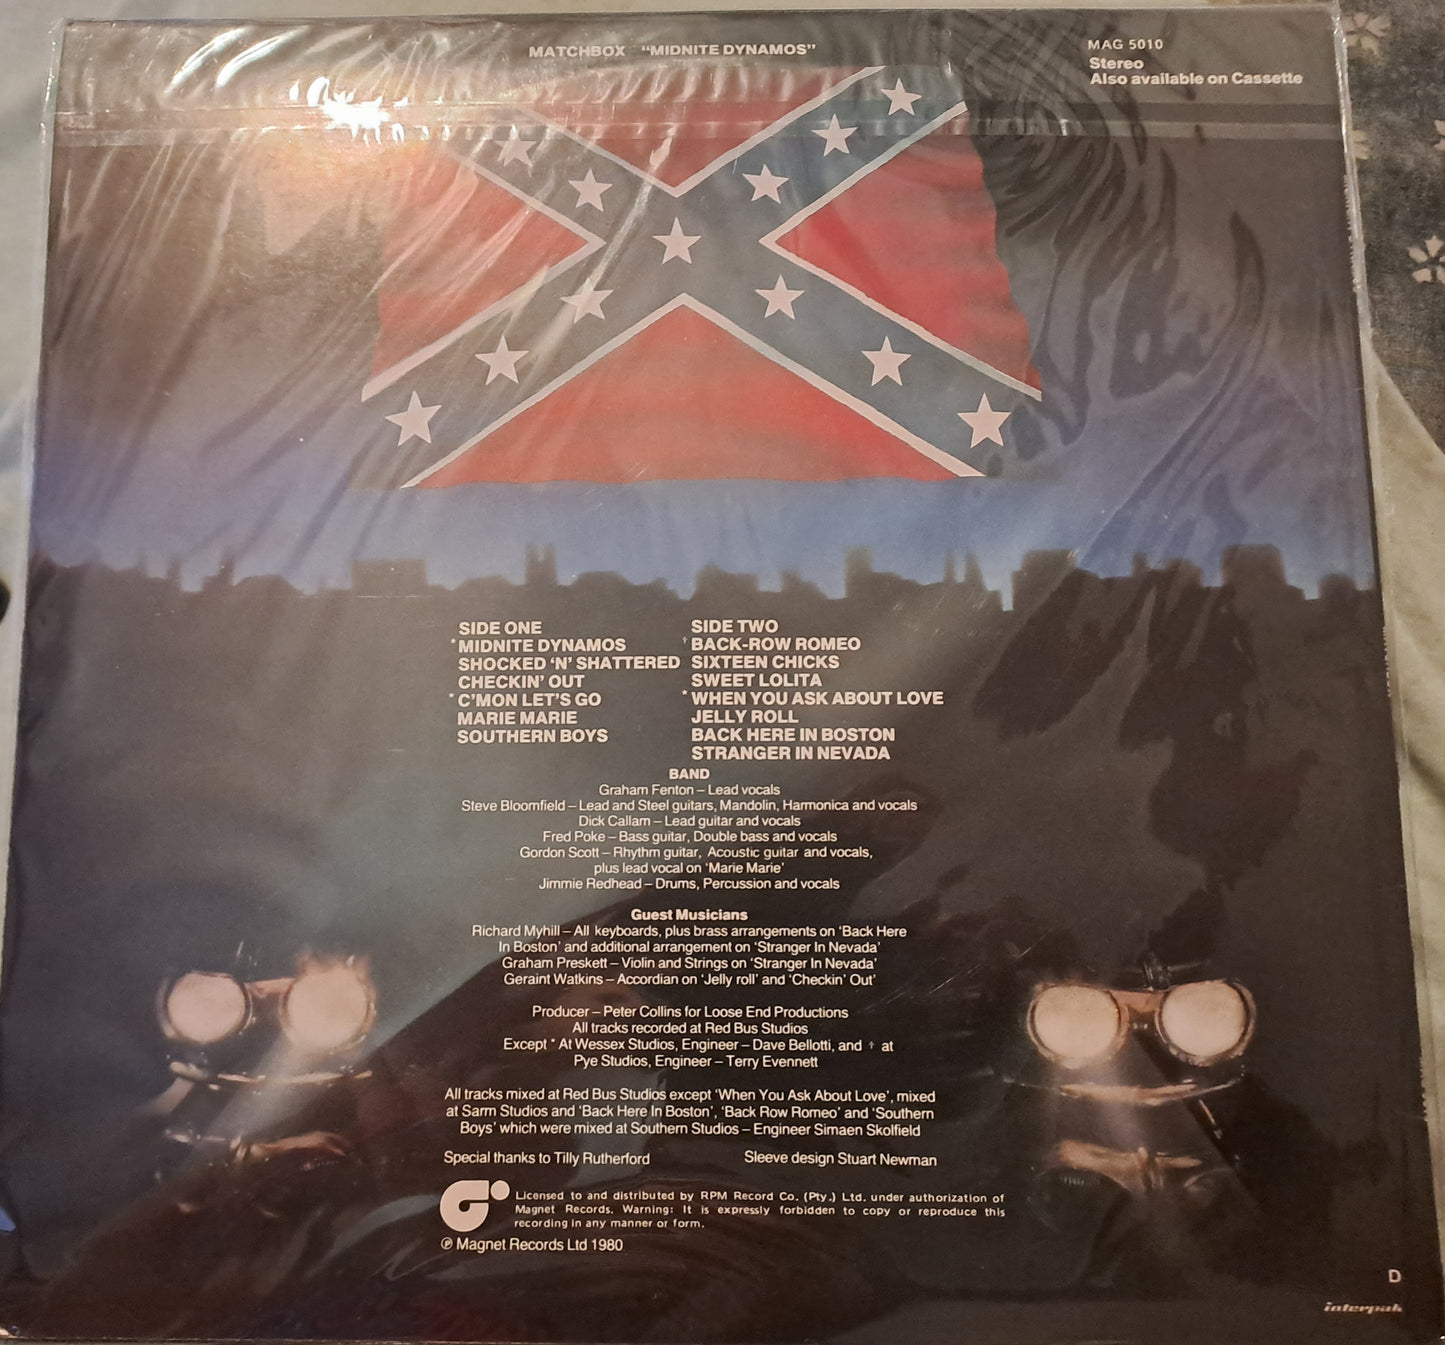 MATCHBOX "MIDNITE DYNAMOS"
MAG 5010
Stereo
Also available on Cassette
SIDE ONE
*MIDNITE DYNAMOS
SHOCKED 'N' SHATTERED
CHECKIN' OUT
*C'MON LET'S GO
MARIE MARIE
SOUTHERN BOYS
SIDE TWO
†BACK-ROW ROMEO
SIXTEEN CHICKS
SWEET LOLITA
*WHEN YOU ASK ABOUT LOVE
JELLY ROLL
BACK HERE IN BOSTON
STRANGER IN NEVADA
BAND
Graham Fenton – Lead vocals
Steve Bloomfield – Lead and Steel guitars, Mandolin, Harmonica and vocals
Dick Callam – Lead guitar and vocals
Fred Poke – Bass guitar, Double bass and vocals
Gordon Scott – Rhythm guitar, Acoustic guitar and vocals,
plus lead vocal on 'Marie Marie'
Jimmie Redhead – Drums, Percussion and vocals
Guest Musicians
Richard Myhill – All keyboards, plus brass arrangements on 'Back Here
In Boston' and additional arrangement on 'Stranger In Nevada'
Graham Preskett – Violin and Strings on 'Stranger In Nevada'
Geraint Watkins – Accordian on 'Jelly roll' and 'Checkin' Out'
Producer – Peter Collins for Loose End Productions
All tracks recorded at Red Bus Studios
Except * At Wessex Studios, Engineer – Dave Bellotti, and † at
Pye Studios, Engineer – Terry Evennett
All tracks mixed at Red Bus Studios except 'When You Ask About Love', mixed
at Sarm Studios and 'Back Here In Boston', 'Back Row Romeo' and 'Southern
Boys' which were mixed at Southern Studios – Engineer Simaen Skolfield
Special thanks to Tilly Rutherford
Sleeve design Stuart Newman
Licensed to and distributed by RPM Record Co. (Pty.) Ltd. under authorization of
Magnet Records. Warning: It is expressly forbidden to copy or reproduce this
recording in any manner or form.
℗ Magnet Records Ltd 1980
D
interpak